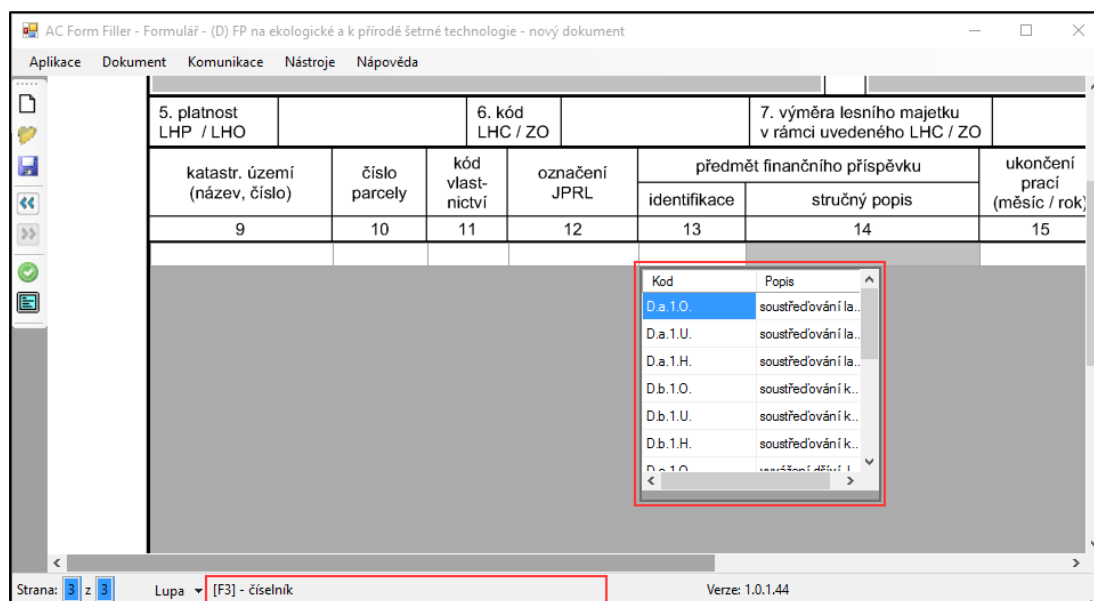 AC Form Filler - Formulář - (D) FP na ekologické a k přírodě šetrné technologie - nový dokument
Aplikace Dokument Komunikace Nástroje Nápověda
5. platnost
LHP / LHO
6. kód
LHC / ZO
7. výměra lesního majetku
v rámci uvedeného LHC / ZO
katastr. území
(název, číslo)
číslo
parcely
kód
vlast-
nictví
označení
JPRL
předmět finančního příspěvku
identifikace
stručný popis
ukončení
prací
(měsíc / rok)
9 10 11 12 13 14 15
Kod Popis
D.a.1.O. soustřeďování la..
D.a.1.U. soustřeďování la..
D.a.1.H. soustřeďování la..
D.b.1.O. soustřeďování k..
D.b.1.U. soustřeďování k..
D.b.1.H. soustřeďování k..
Strana: 3 z 3 Lupa [F3] - číselník Verze: 1.0.1.44